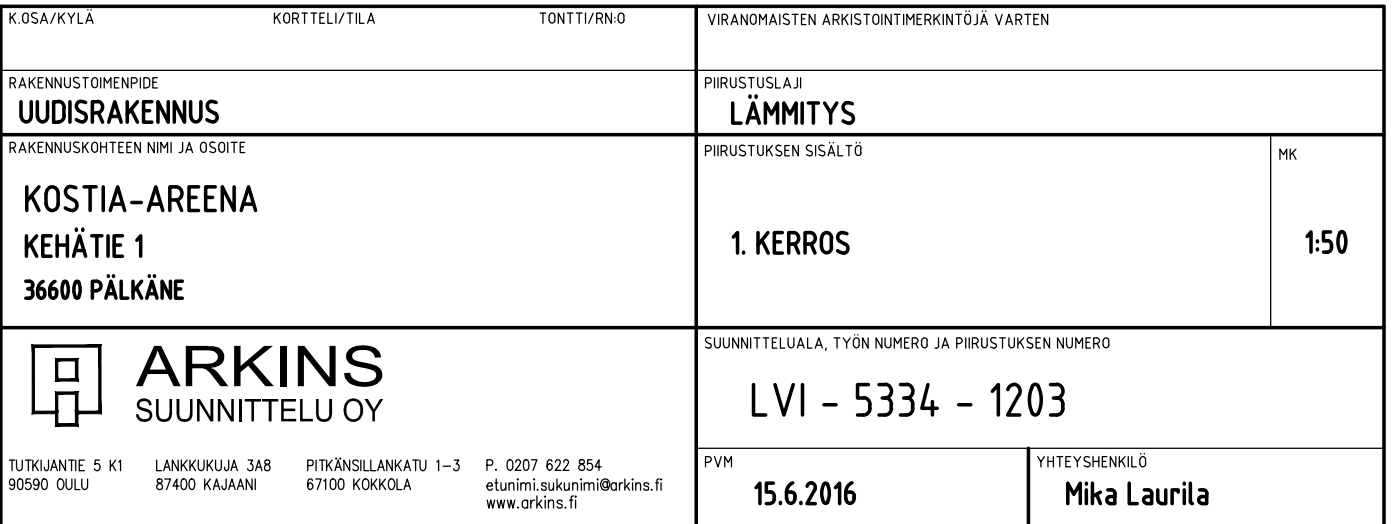 K.OSA/KYLÄ KORTTELI/TILA TONTTI/RN:O
VIRANOMAISTEN ARKISTOINTIMERKINTÖJÄ VARTEN
RAKENNUSTOIMENPIDE
UUDISRAKENNUS
PIIRUSTUSLAJI
LÄMMITYS
RAKENNUSKOHTEEN NIMI JA OSOITE
KOSTIA-AREENA
KEHÄTIE 1
36600 PÄLKÄNE
PIIRUSTUKSEN SISÄLTÖ
1. KERROS
MK
1:50
ARKINS
SUUNNITTELU OY
TUTKIJANTIE 5 K1
90590 OULU
LANKKUKUJA 3A8
87400 KAJAANI
PITKÄNSILLANKATU 1-3
67100 KOKKOLA
P. 0207 622 854
etunimi.sukunimi@arkins.fi
www.arkins.fi
SUUNNITTELUALA, TYÖN NUMERO JA PIIRUSTUKSEN NUMERO
LVI - 5334 - 1203
PVM
15.6.2016
YHTEYSHENKILÖ
Mika Laurila